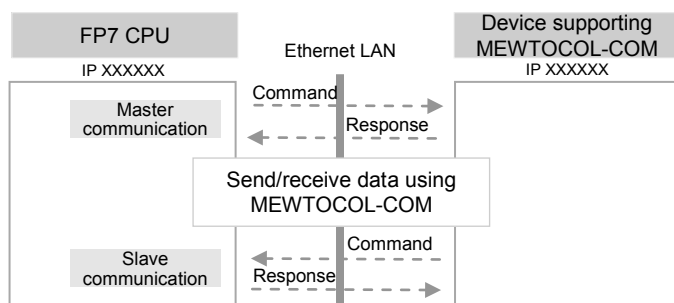 FP7 CPU
Ethernet LAN
Device supporting
MEWTOCOL-COM
IP XXXXXX
IP XXXXXX
Command
Master
communication
Response
Send/receive data using
MEWTOCOL-COM
Command
Slave
communication
Response